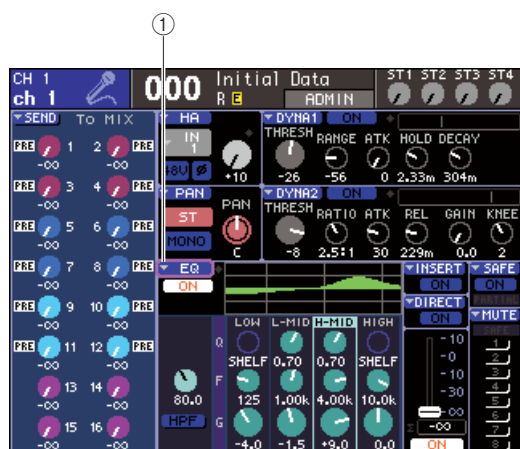 1
CH 1
ch 1
000
Initial Data
R E
ADMIN
ST1 ST2 ST3 ST4
SEND
To MIX
PRE 1 2 PRE
-∞ -∞
PRE 3 4 PRE
-∞ -∞
PRE 5 6 PRE
-∞ -∞
PRE 7 8 PRE
-∞ -∞
PRE 9 10 PRE
-∞ -∞
PRE 11 12 PRE
-∞ -∞
13 14
-∞ -∞
15 16
-∞ -∞
HA
IN
1
48V Ø
+10
DYNA1 ON
THRESH RANGE ATK HOLD DECAY
-26 -56 0 2.33m 304m
PAN
ST
MONO
PAN
C
DYNA2 ON
THRESH RATIO ATK REL GAIN KNEE
-8 2.5:1 30 229m 0.0 2
EQ
ON
LOW L-MID H-MID HIGH
Q
SHELF 0.70 0.70 SHELF
F
80.0
125 1.00k 4.00k 10.0k
HPF
G
-4.0 -1.5 +9.0 0.0
INSERT
ON
DIRECT
ON
-10
-0
-10
-30
-∞
Σ -∞
ON
SAFE
ON
PARTIAL
MUTE
SAFE
1
2
3
4
5
6
7
8